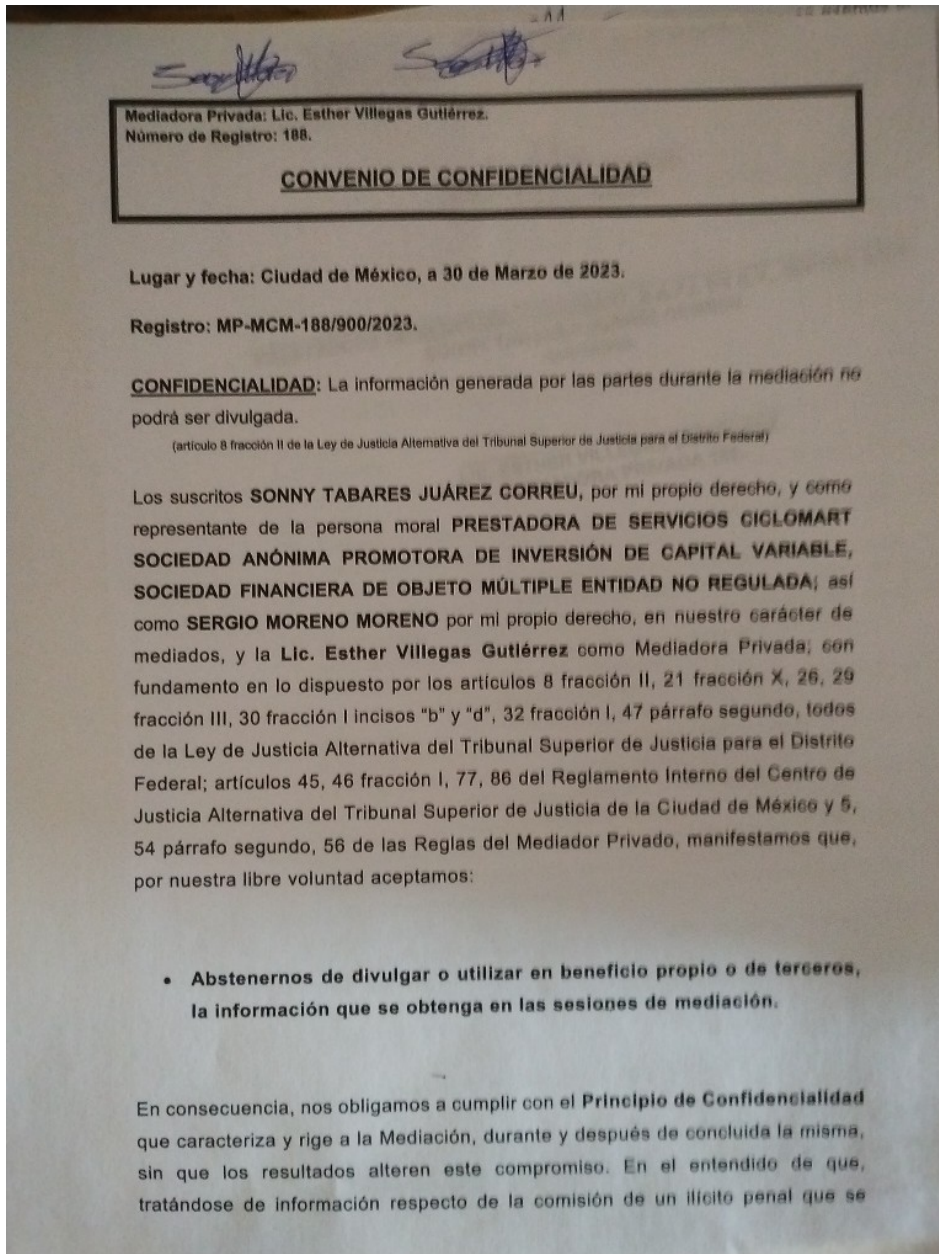 Mediadora Privada: Lic. Esther Villegas Gutiérrez.
Número de Registro: 188.
CONVENIO DE CONFIDENCIALIDAD
Lugar y fecha: Ciudad de México, a 30 de Marzo de 2023.
Registro: MP-MCM-188/900/2023.
CONFIDENCIALIDAD: La información generada por las partes durante la mediación no
podrá ser divulgada.
(artículo 8 fracción II de la Ley de Justicia Alternativa del Tribunal Superior de Justicia para el Distrito Federal)
Los suscritos SONNY TABARES JUÁREZ CORREU, por mi propio derecho, y como
representante de la persona moral PRESTADORA DE SERVICIOS CICLOMART
SOCIEDAD ANÓNIMA PROMOTORA DE INVERSIÓN DE CAPITAL VARIABLE,
SOCIEDAD FINANCIERA DE OBJETO MÚLTIPLE ENTIDAD NO REGULADA; así
como SERGIO MORENO MORENO por mi propio derecho, en nuestro carácter de
mediados, y la Lic. Esther Villegas Gutiérrez como Mediadora Privada; con
fundamento en lo dispuesto por los artículos 8 fracción II, 21 fracción X, 26, 29
fracción III, 30 fracción I incisos "b" y "d", 32 fracción I, 47 párrafo segundo, todos
de la Ley de Justicia Alternativa del Tribunal Superior de Justicia para el Distrito
Federal; artículos 45, 46 fracción I, 77, 86 del Reglamento Interno del Centro de
Justicia Alternativa del Tribunal Superior de Justicia de la Ciudad de México y 5,
54 párrafo segundo, 56 de las Reglas del Mediador Privado, manifestamos que,
por nuestra libre voluntad aceptamos:
• Abstenernos de divulgar o utilizar en beneficio propio o de terceros,
la información que se obtenga en las sesiones de mediación.
En consecuencia, nos obligamos a cumplir con el Principio de Confidencialidad
que caracteriza y rige a la Mediación, durante y después de concluida la misma,
sin que los resultados alteren este compromiso. En el entendido de que,
tratándose de información respecto de la comisión de un ilícito penal que se